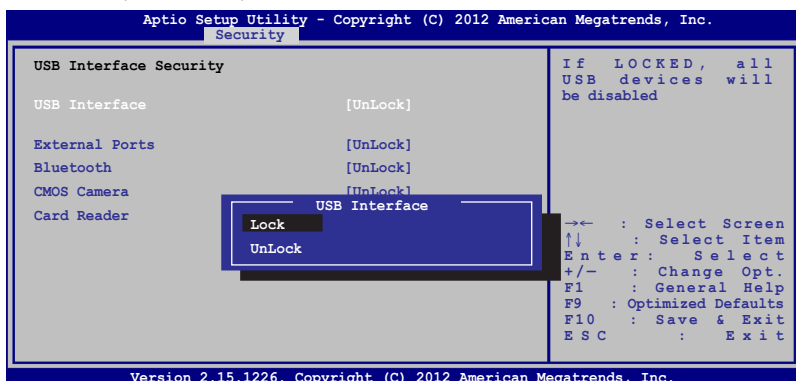 Aptio Setup Utility - Copyright (C) 2012 American Megatrends, Inc.
Security
USB Interface Security
USB Interface [UnLock]
External Ports [UnLock]
Bluetooth [UnLock]
CMOS Camera [UnLock]
Card Reader
USB Interface
Lock
UnLock
If LOCKED, all
USB devices will
be disabled
→← : Select Screen
↑↓ : Select Item
Enter: Select
+/— : Change Opt.
F1 : General Help
F9 : Optimized Defaults
F10 : Save & Exit
ESC : Exit
Version 2.15.1226. Copyright (C) 2012 American Megatrends, Inc.